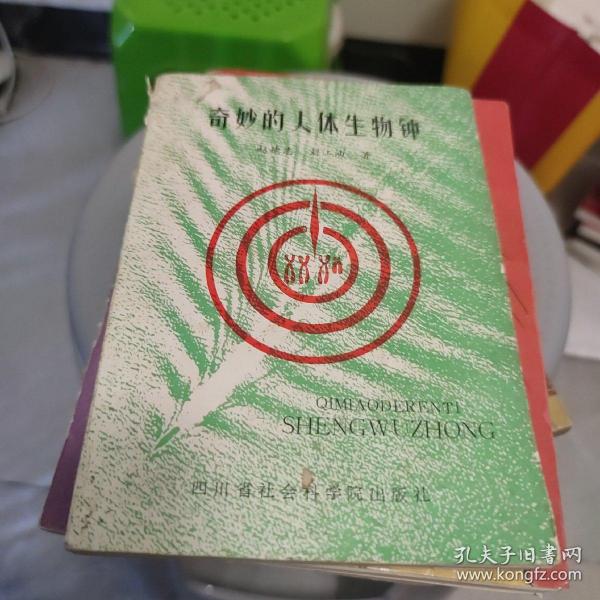 奇妙的人体生物钟
著
QIMIAODERENTI
SHENGWUZHONG
四川省社会科学院出版社
孔夫子旧书网
www.kongfz.com